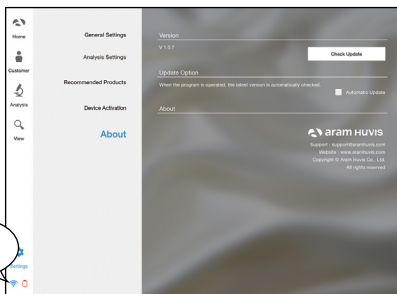 Home
Customer
Analysis
View
Settings
General Settings
Analysis Settings
Recommended Products
Device Activation
About
Version
V 1.0.7
Check Update
Update Option
When the program is operated, the latest version is automatically checked.
Automatic Update
About
aram HUVIS
Support : support@aramhuvis.com
Website : www.aramhuvis.com
Copyright © Aram Huvis Co., Ltd.
All rights reserved